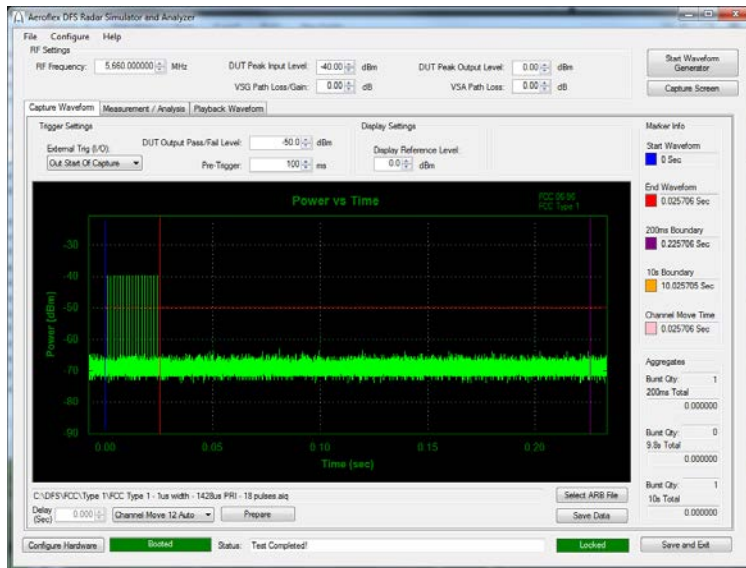 Aeroflex DFS Radar Simulator and Analyzer
File Configure Help
RF Settings
RF Frequency: 5,660.000000 MHz
DUT Peak Input Level: -40.00 dBm
DUT Peak Output Level: 0.00 dBm
VSG Path Loss/Gain: 0.00 dB
VSA Path Loss: 0.00 dB
Start Waveform Generator
Capture Screen
Capture Waveform Measurement / Analysis Playback Waveform
Trigger Settings
External Trig (I/O):
Out Start Of Capture
DUT Output Pass/Fail Level: -50.0 dBm
Pre-Trigger: 100 ms
Display Settings
Display Reference Level:
0.0 dBm
Power vs Time
FCC 06 96
FCC Type 1
Power (dBm)
-30
-40
-50
-60
-70
-80
-90
0.00 0.05 0.10 0.15 0.20
Time (sec)
Marker Info
Start Waveform
0 Sec
End Waveform
0.025706 Sec
200ms Boundary
0.225706 Sec
10s Boundary
10.025705 Sec
Channel Move Time
0.025706 Sec
Aggregates
Burst Qty: 1
200ms Total
0.000000
Burst Qty: 0
9.8s Total
0.000000
Burst Qty: 1
10s Total
0.000000
C:\DFS\FCC\Type 1\FCC Type 1 - 1us width - 1428us PRI - 18 pulses.aiq
Select ARB File
Delay (Sec) 0.000
Channel Move 12 Auto
Prepare
Save Data
Configure Hardware
Booted
Status: Test Completed!
Locked
Save and Exit